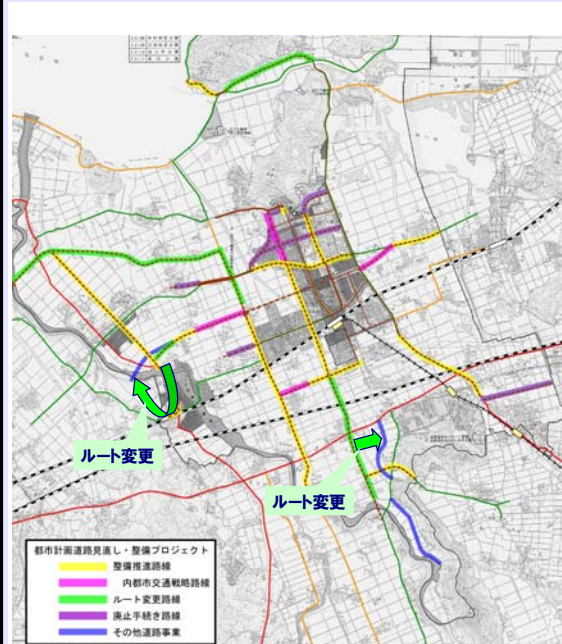 ルート変更
ルート変更
都市計画道路見直し・整備プロジェクト
整備推進路線
内都市交通戦略路線
ルート変更路線
廃止手続き路線
その他道路事業